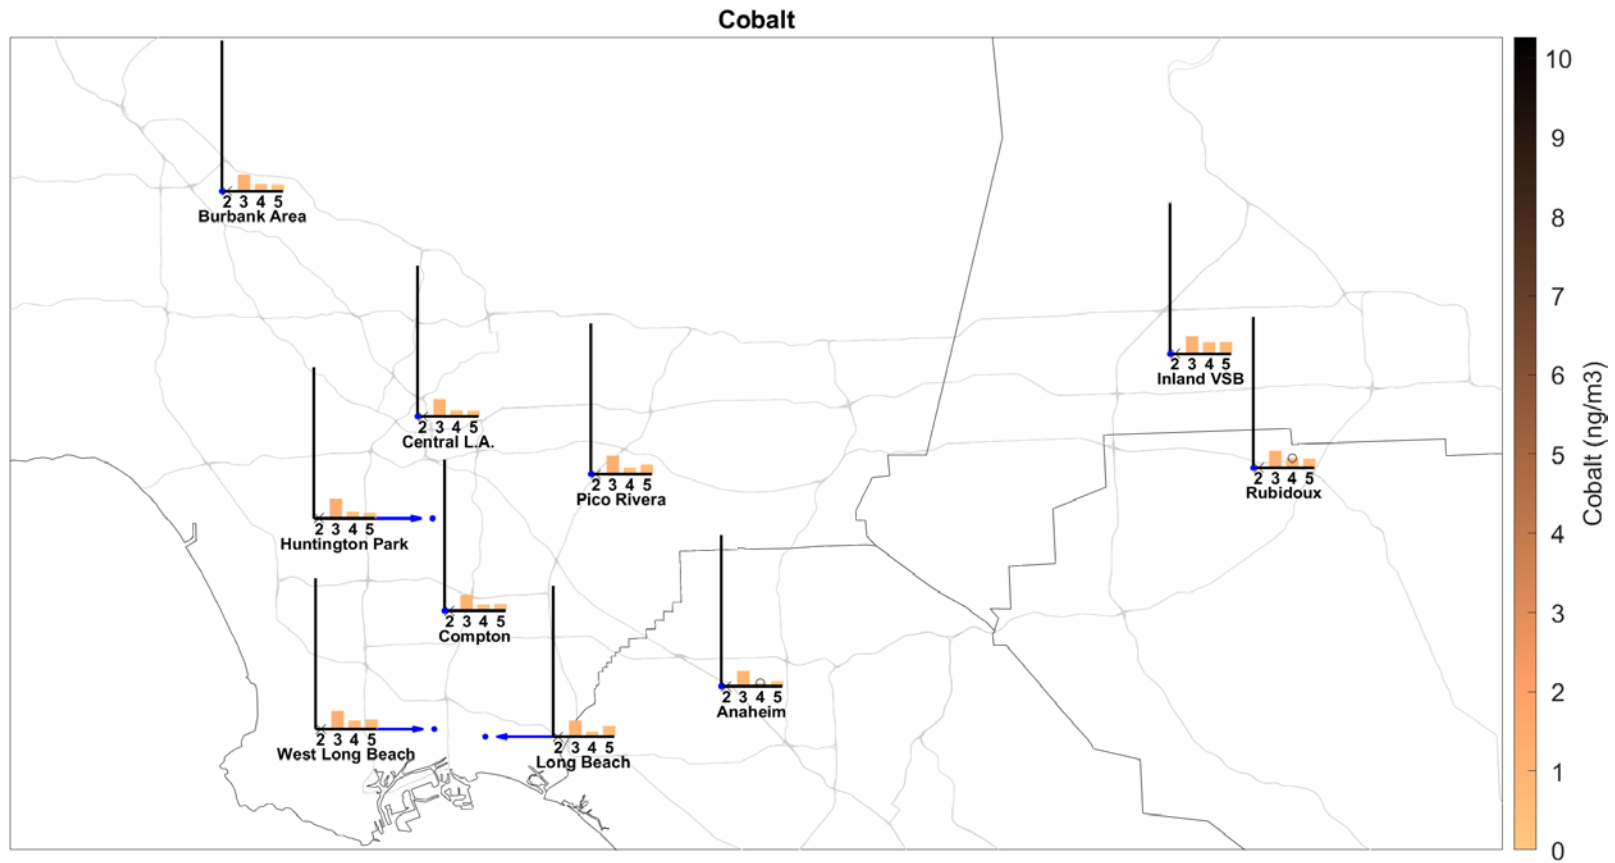 Cobalt
2 3 4 5
Burbank Area
2 3 4 5
Central L.A.
2 3 4 5
Pico Rivera
2 3 4 5
Huntington Park
2 3 4 5
Compton
2 3 4 5
West Long Beach
2 3 4 5
Long Beach
2 3 4 5
Anaheim
2 3 4 5
Inland VSB
2 3 4 5
Rubidoux
10
9
8
7
6
5
4
3
2
1
0
Cobalt (ng/m3)